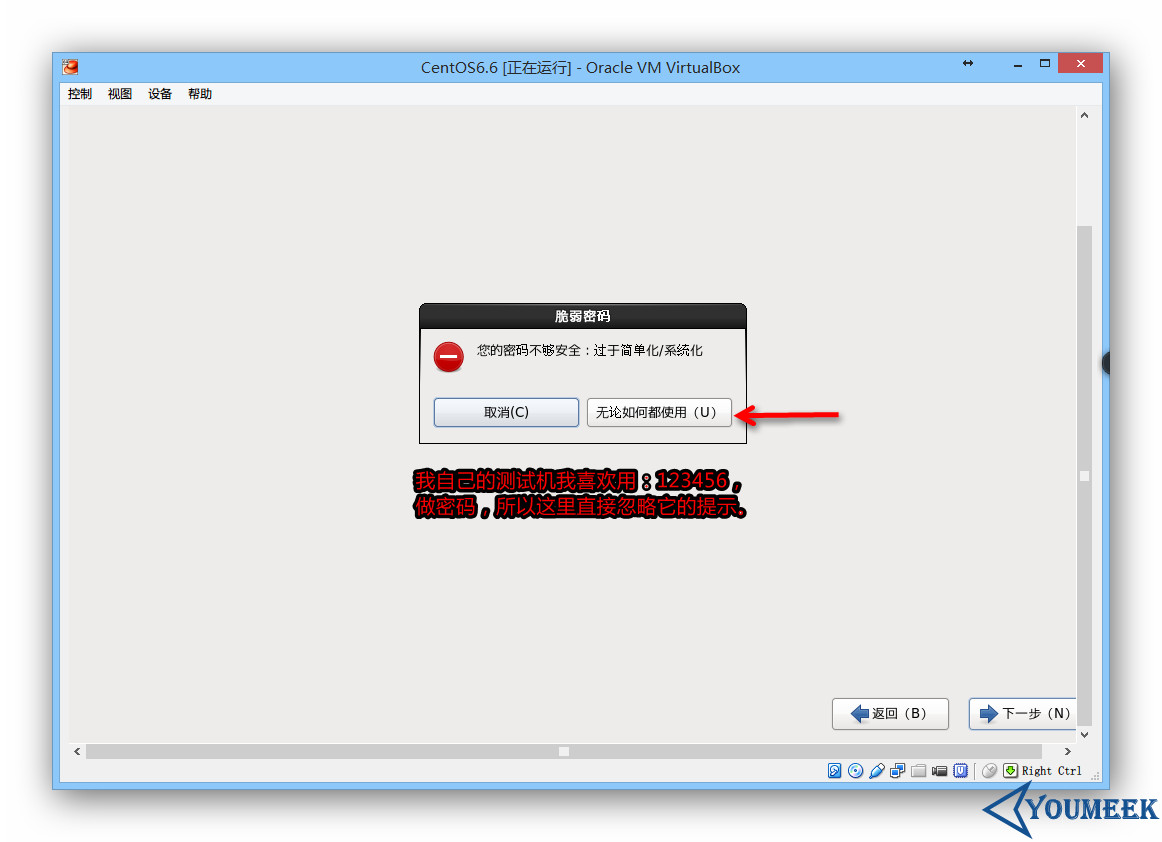 CentOS6.6 [正在运行] - Oracle VM VirtualBox
控制 视图 设备 帮助
脆弱密码
您的密码不够安全：过于简单化/系统化
取消(C) 无论如何都使用（U）
我自己的测试机我喜欢用：123456，
做密码，所以这里直接忽略它的提示。
返回（B） 下一步（N）
Right Ctrl
YOUMEEK